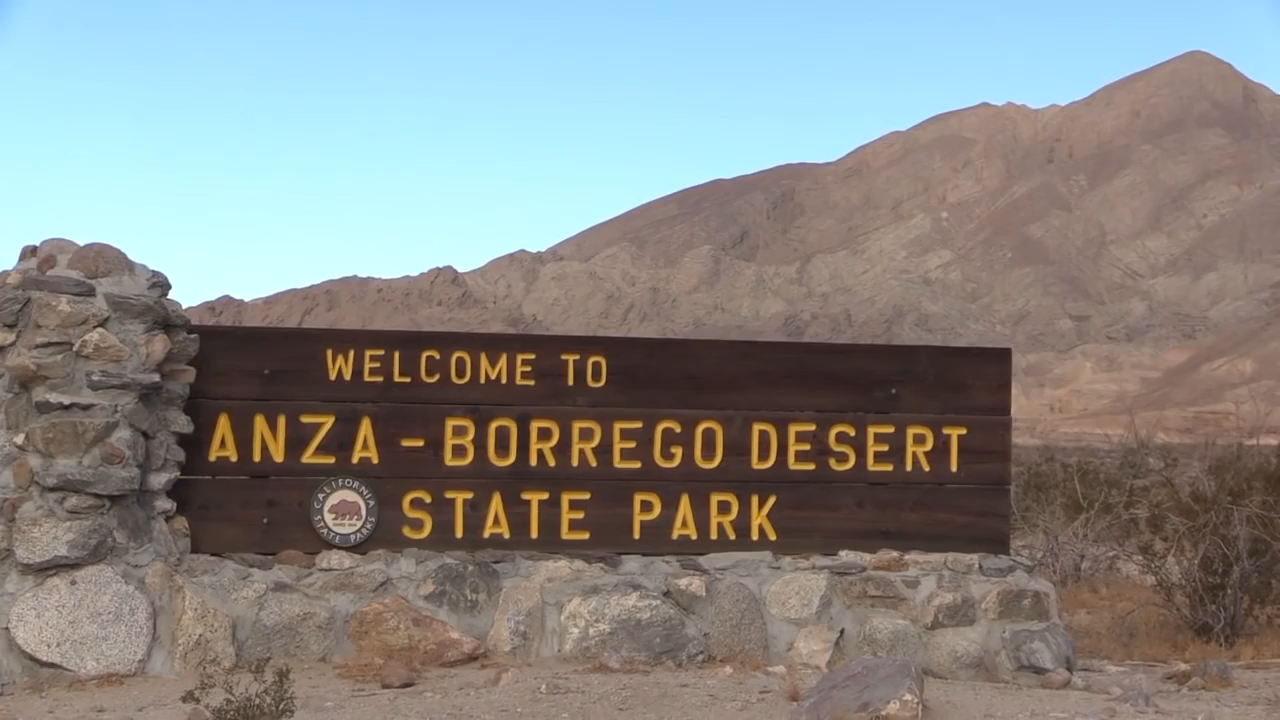 WELCOME TO
ANZA-BORREGO DESERT
STATE PARK
CALIFORNIA
STATE PARKS